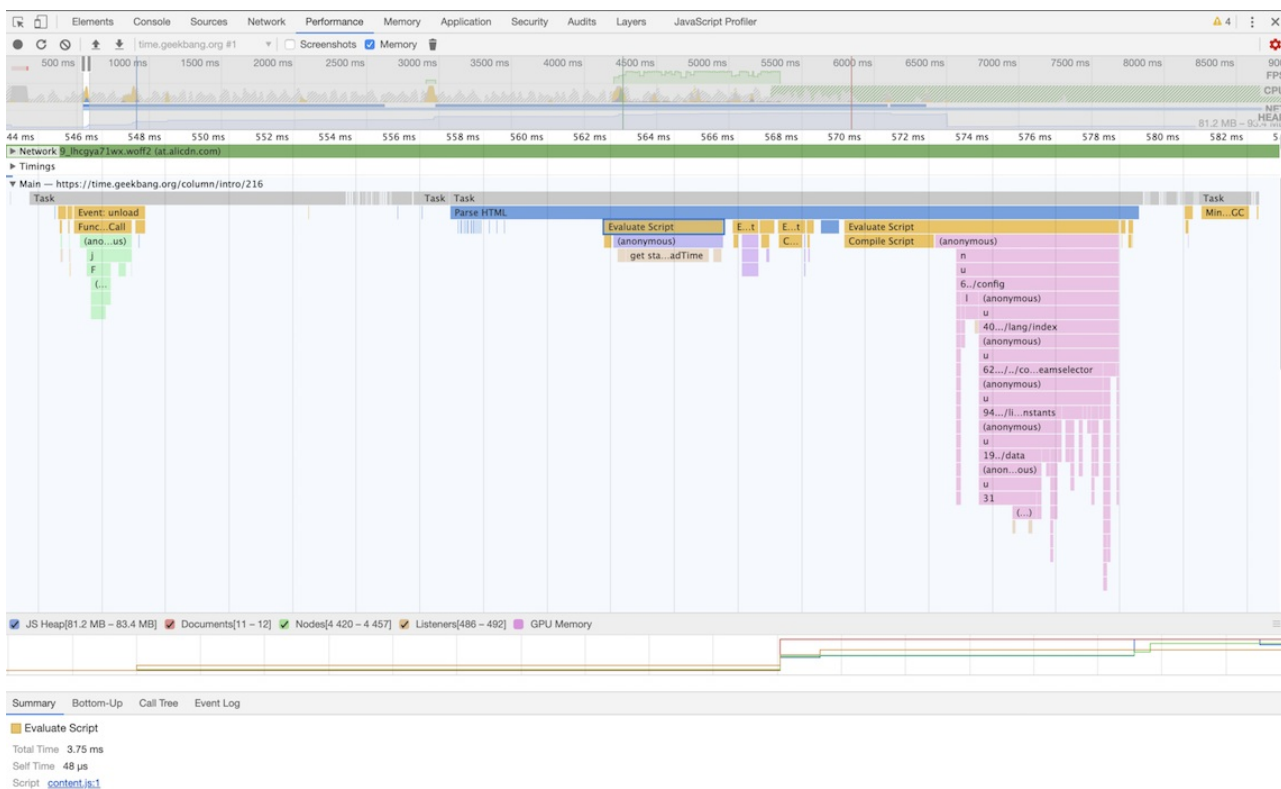 Elements Console Sources Network Performance Memory Application Security Audits Layers JavaScript Profiler 4
time.geekbang.org #1 Screenshots Memory
500 ms 1000 ms 1500 ms 2000 ms 2500 ms 3000 ms 3500 ms 4000 ms 4500 ms 5000 ms 5500 ms 6000 ms 6500 ms 7000 ms 7500 ms 8000 ms 8500 ms 900
FPS
CPU
NET
HEAP
81.2 MB – 93.4 MB
44 ms 546 ms 548 ms 550 ms 552 ms 554 ms 556 ms 558 ms 560 ms 562 ms 564 ms 566 ms 568 ms 570 ms 572 ms 574 ms 576 ms 578 ms 580 ms 582 ms
Network 9_lhcgya71wx.woff2 (at.alicdn.com)
Timings
Main — https://time.geekbang.org/column/intro/216
Task Task Task Task
Event: unload Parse HTML Min...GC
Func...Call Evaluate Script E...t E...t Evaluate Script
(ano...us) (anonymous) C... Compile Script (anonymous)
j get sta...adTime n
F u
(... 6../config
l (anonymous)
u
40.../lang/index
(anonymous)
u
62.../../co...eamselector
(anonymous)
u
94.../li...nstants
(anonymous)
u
19../data
(anon...ous)
u
31
(...)
JS Heap[81.2 MB – 83.4 MB] Documents[11 – 12] Nodes[4 420 – 4 457] Listeners[486 – 492] GPU Memory
Summary Bottom-Up Call Tree Event Log
Evaluate Script
Total Time 3.75 ms
Self Time 48 μs
Script content.js:1